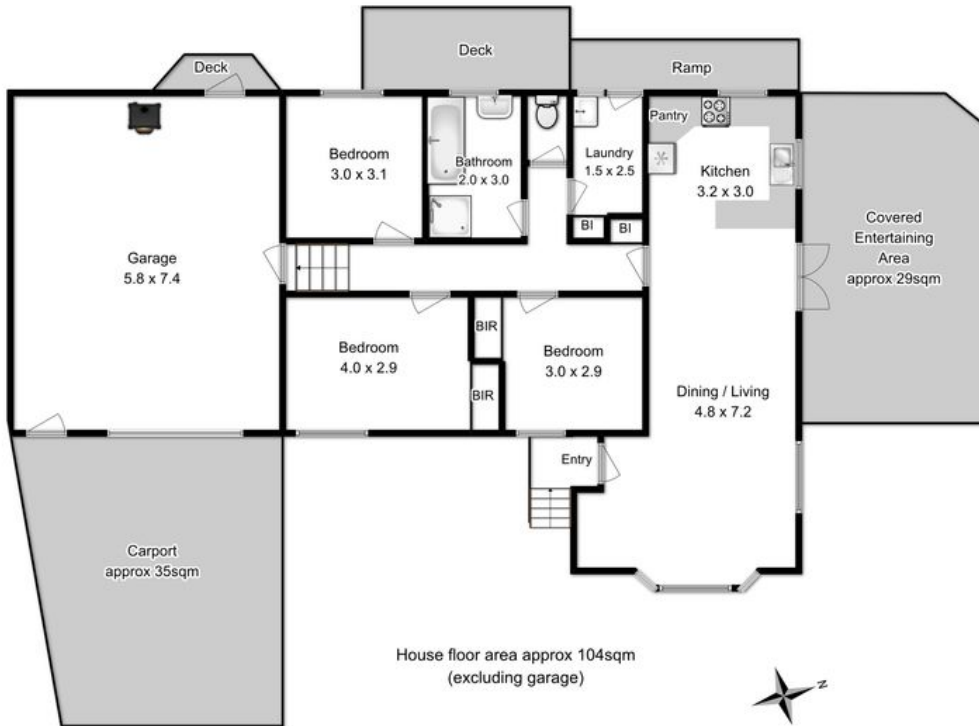 Deck
Deck
Ramp
Bedroom
3.0 x 3.1
Bathroom
2.0 x 3.0
Laundry
1.5 x 2.5
Pantry
Kitchen
3.2 x 3.0
BI
BI
Covered
Entertaining
Area
approx 29sqm
Garage
5.8 x 7.4
Bedroom
4.0 x 2.9
BIR
BIR
Bedroom
3.0 x 2.9
Dining / Living
4.8 x 7.2
Entry
Carport
approx 35sqm
House floor area approx 104sqm
(excluding garage)
N